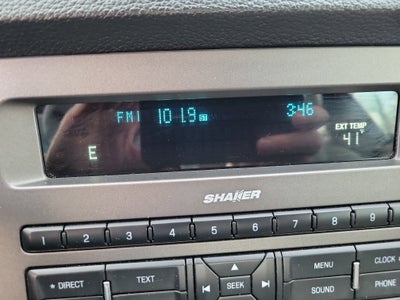 FM1 101.9 3:46
EXT TEMP
E 41°
SHAKER
1 2 3 4 5 6 7 8 9
* DIRECT TEXT SEEK MENU CLOCK
SOUND PHONE